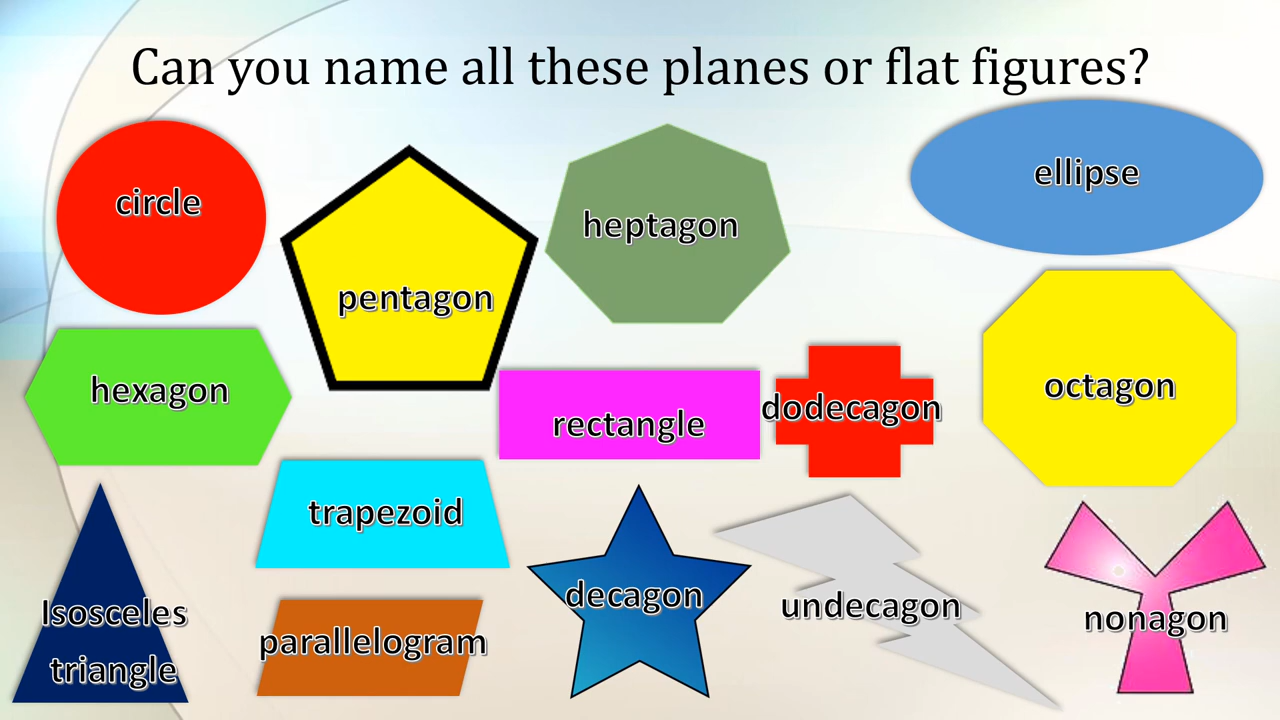 Can you name all these planes or flat figures?
circle
pentagon
heptagon
ellipse
hexagon
rectangle
dodecagon
octagon
trapezoid
Isosceles
triangle
parallelogram
decagon
undecagon
nonagon